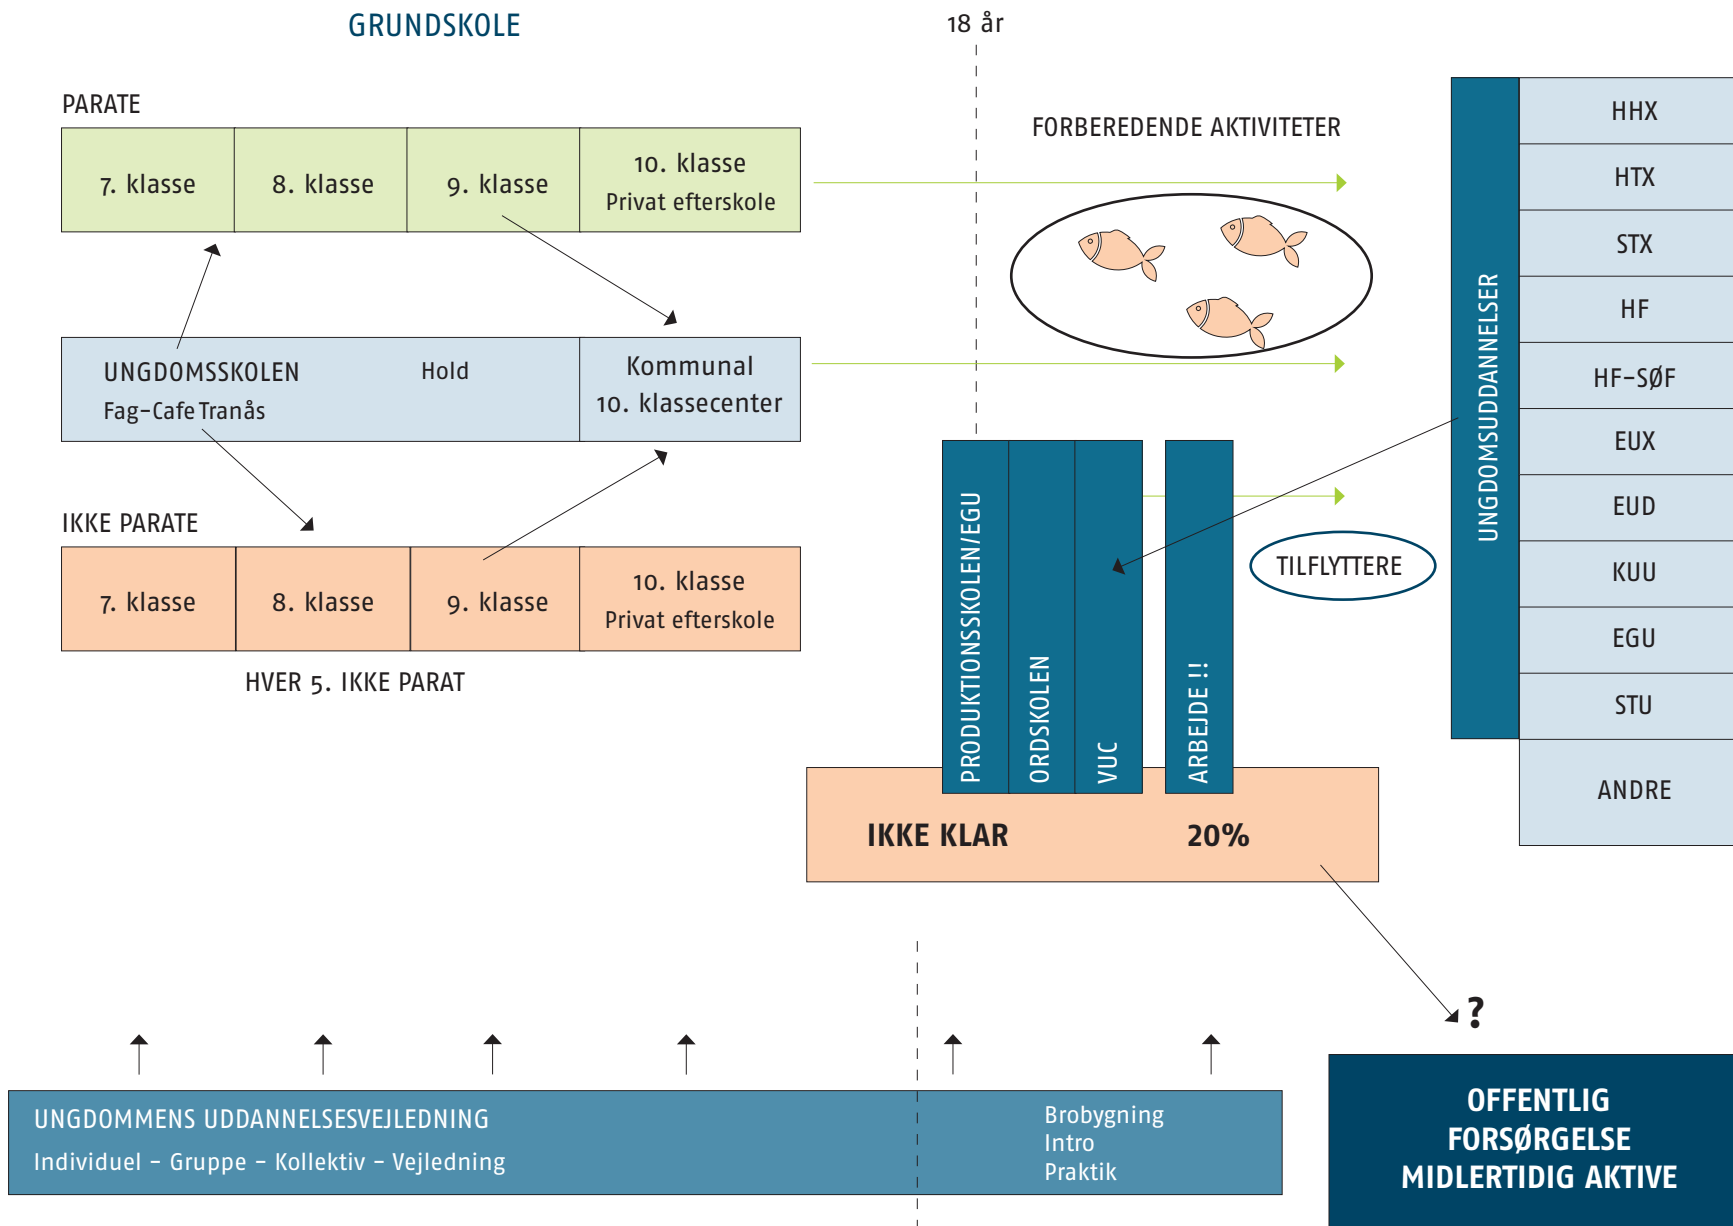 GRUNDSKOLE
18 år
PARATE
7. klasse
8. klasse
9. klasse
10. klasse
Privat efterskole
FORBEREDENDE AKTIVITETER
UNGDOMSSKOLEN
Fag-Cafe Tranås
Hold
Kommunal
10. klassecenter
IKKE PARATE
7. klasse
8. klasse
9. klasse
10. klasse
Privat efterskole
HVER 5. IKKE PARAT
PRODUKTIONSSKOLEN/EGU
ORDSKOLEN
VUC
ARBEJDE !!
TILFLYTTERE
IKKE KLAR
20%
UNGDOMSUDDANNELSER
HHX
HTX
STX
HF
HF-SØF
EUX
EUD
KUU
EGU
STU
ANDRE
?
UNGDOMMENS UDDANNELSESVEJLEDNING
Individuel - Gruppe - Kollektiv - Vejledning
Brobygning
Intro
Praktik
OFFENTLIG
FORSØRGELSE
MIDLERTIDIG AKTIVE